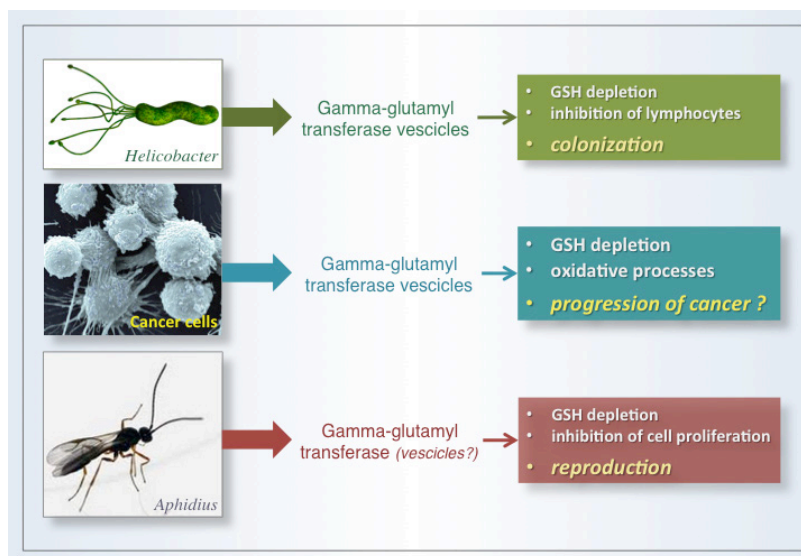 Helicobacter
Gamma-glutamyl
transferase vescicles
• GSH depletion
• inhibition of lymphocytes
• colonization
Cancer cells
Gamma-glutamyl
transferase vescicles
• GSH depletion
• oxidative processes
• progression of cancer ?
Aphidius
Gamma-glutamyl
transferase (vescicles?)
• GSH depletion
• inhibition of cell proliferation
• reproduction